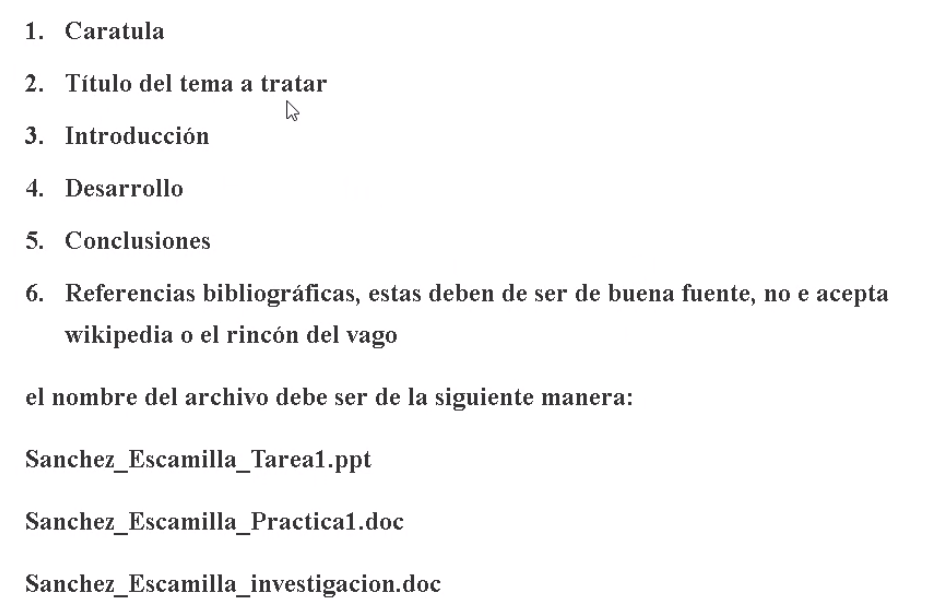 1. Caratula
2. Título del tema a tratar
3. Introducción
4. Desarrollo
5. Conclusiones
6. Referencias bibliográficas, estas deben de ser de buena fuente, no e acepta
wikipedia o el rincón del vago
el nombre del archivo debe ser de la siguiente manera:
Sanchez_Escamilla_Tarea1.ppt
Sanchez_Escamilla_Practica1.doc
Sanchez_Escamilla_investigacion.doc